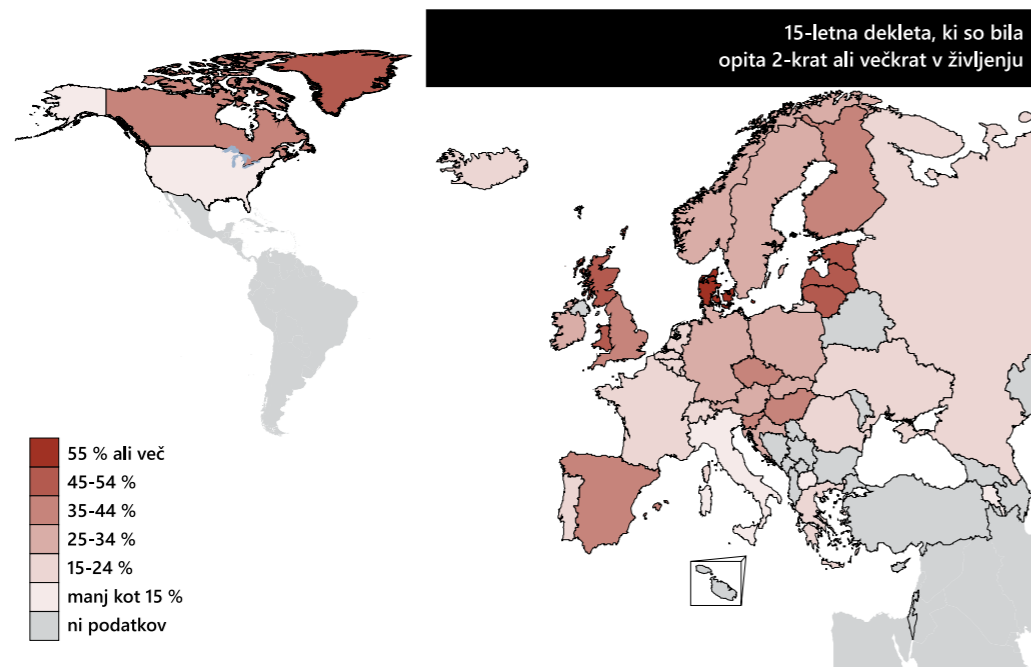 15-letna dekleta, ki so bila
opita 2-krat ali večkrat v življenju
55 % ali več
45-54 %
35-44 %
25-34 %
15-24 %
manj kot 15 %
ni podatkov